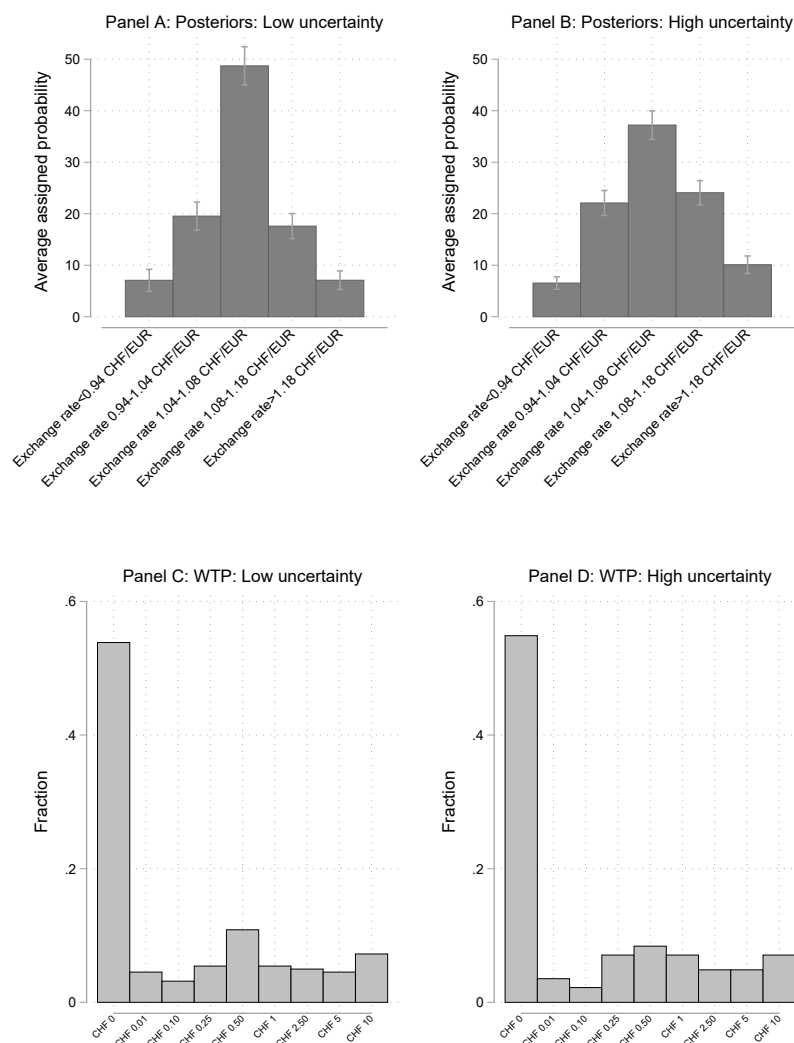 Panel A: Posteriors: Low uncertainty
Average assigned probability
50
40
30
20
10
0
Exchange rate<0.94 CHF/EUR
Exchange rate 0.94-1.04 CHF/EUR
Exchange rate 1.04-1.08 CHF/EUR
Exchange rate 1.08-1.18 CHF/EUR
Exchange rate>1.18 CHF/EUR
Panel B: Posteriors: High uncertainty
Average assigned probability
50
40
30
20
10
0
Exchange rate<0.94 CHF/EUR
Exchange rate 0.94-1.04 CHF/EUR
Exchange rate 1.04-1.08 CHF/EUR
Exchange rate 1.08-1.18 CHF/EUR
Exchange rate>1.18 CHF/EUR
Panel C: WTP: Low uncertainty
Fraction
.6
.4
.2
0
CHF 0
CHF 0.01
CHF 0.10
CHF 0.25
CHF 0.50
CHF 1
CHF 2.50
CHF 5
CHF 10
Panel D: WTP: High uncertainty
Fraction
.6
.4
.2
0
CHF 0
CHF 0.01
CHF 0.10
CHF 0.25
CHF 0.50
CHF 1
CHF 2.50
CHF 5
CHF 10